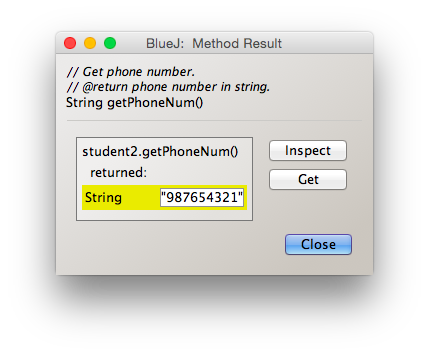 BlueJ: Method Result
// Get phone number.
// @return phone number in string.
String getPhoneNum()
student2.getPhoneNum()
returned:
String "987654321"
Inspect
Get
Close